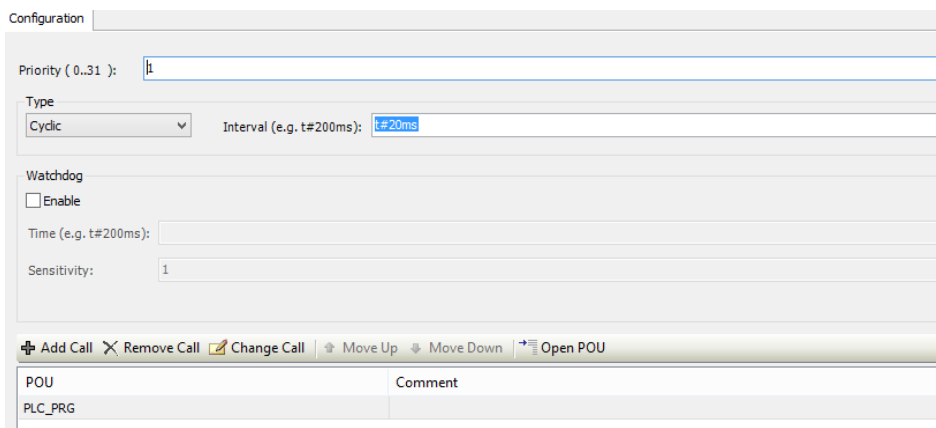 Configuration
Priority ( 0..31 ): 1
Type
Cyclic Interval (e.g. t#200ms): t#20ms
Watchdog
Enable
Time (e.g. t#200ms):
Sensitivity: 1
Add Call Remove Call Change Call Move Up Move Down Open POU
POU Comment
PLC_PRG